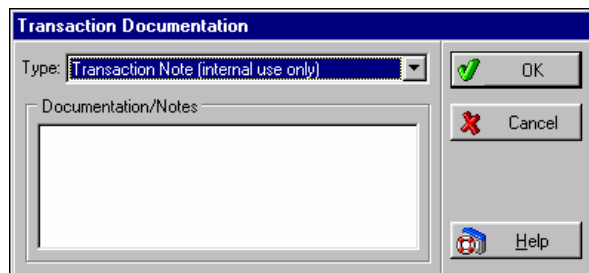 Transaction Documentation
Type: Transaction Note (internal use only)
OK
Documentation/Notes
Cancel
Help